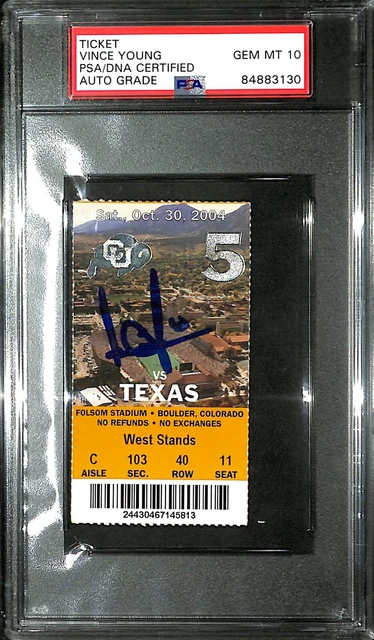 TICKET
VINCE YOUNG GEM MT 10
PSA/DNA CERTIFIED
AUTO GRADE PSA 84883130
Sat., Oct. 30, 2004
CU
5
VS
TEXAS
FOLSOM STADIUM • BOULDER, COLORADO
NO REFUNDS • NO EXCHANGES
West Stands
C 103 40 11
AISLE SEC. ROW SEAT
24430467145813